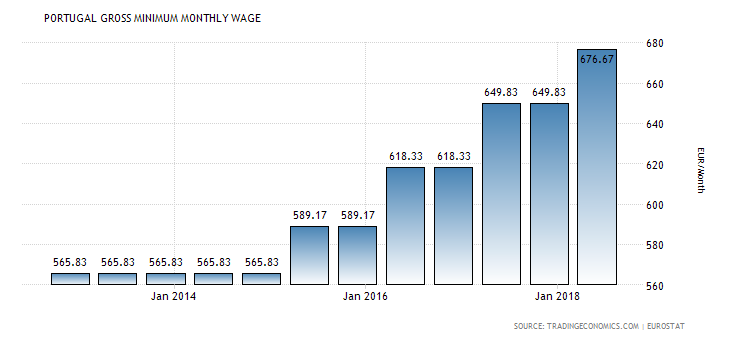 PORTUGAL GROSS MINIMUM MONTHLY WAGE
565.83 565.83 565.83 565.83 565.83 589.17 589.17 618.33 618.33 649.83 649.83 676.67
680
660
640
620
600
580
560
EUR/Month
Jan 2014 Jan 2016 Jan 2018
SOURCE: TRADINGECONOMICS.COM | EUROSTAT